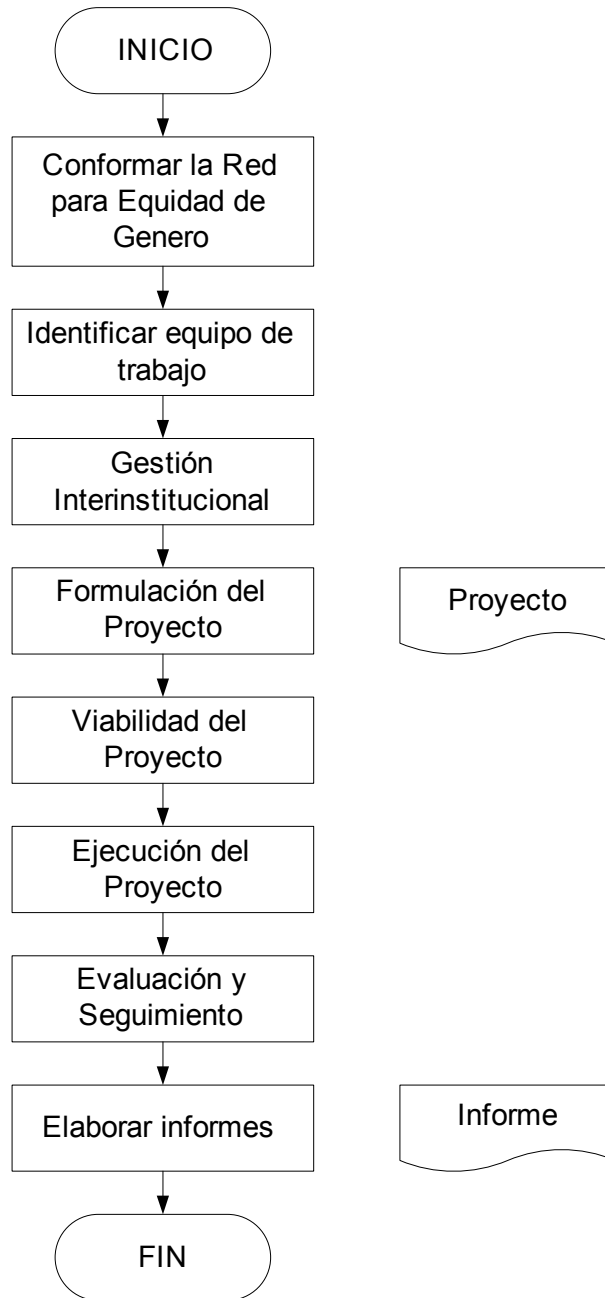 INICIO
Conformar la Red
para Equidad de
Genero
Identificar equipo de
trabajo
Gestión
Interinstitucional
Formulación del
Proyecto
Proyecto
Viabilidad del
Proyecto
Ejecución del
Proyecto
Evaluación y
Seguimiento
Elaborar informes
Informe
FIN